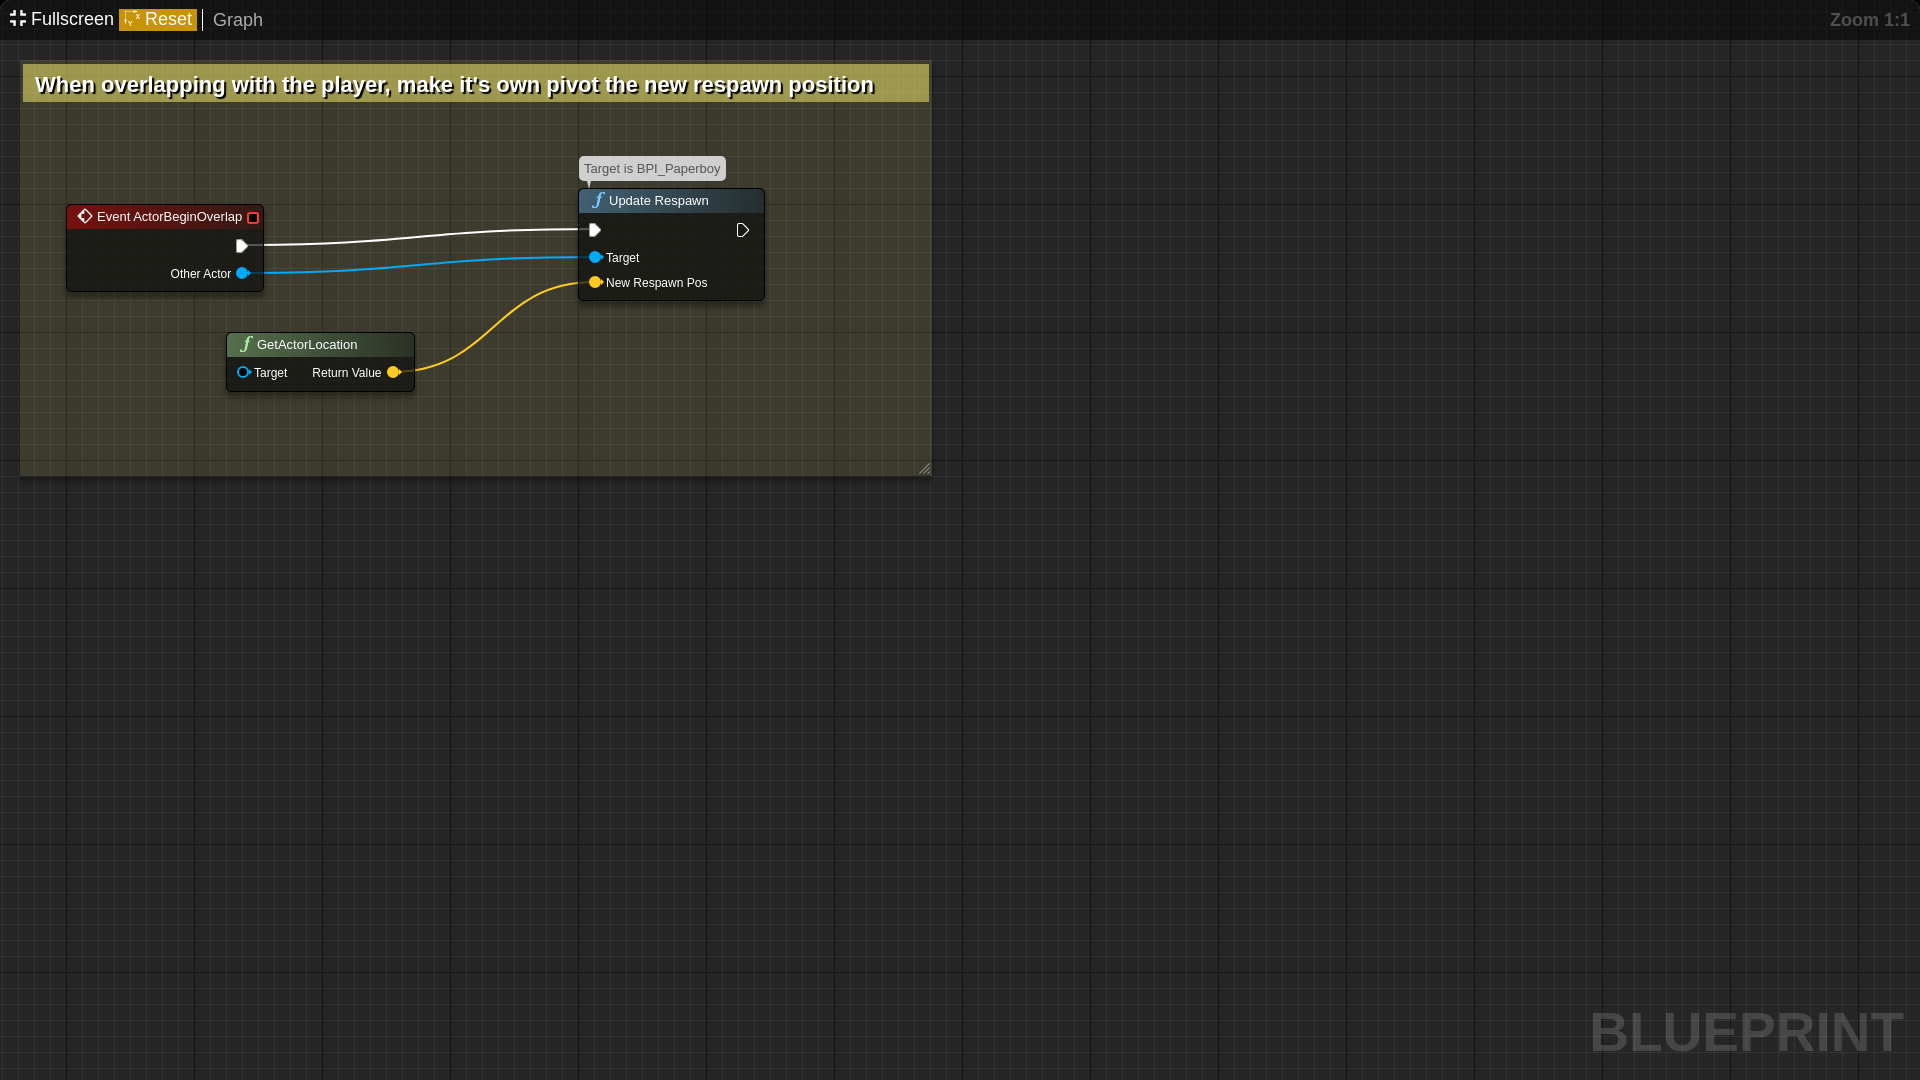 Fullscreen Reset Graph Zoom 1:1
When overlapping with the player, make it's own pivot the new respawn position
Target is BPI_Paperboy
Update Respawn
Event ActorBeginOverlap
Target
Other Actor
New Respawn Pos
GetActorLocation
Target Return Value
BLUEPRINT